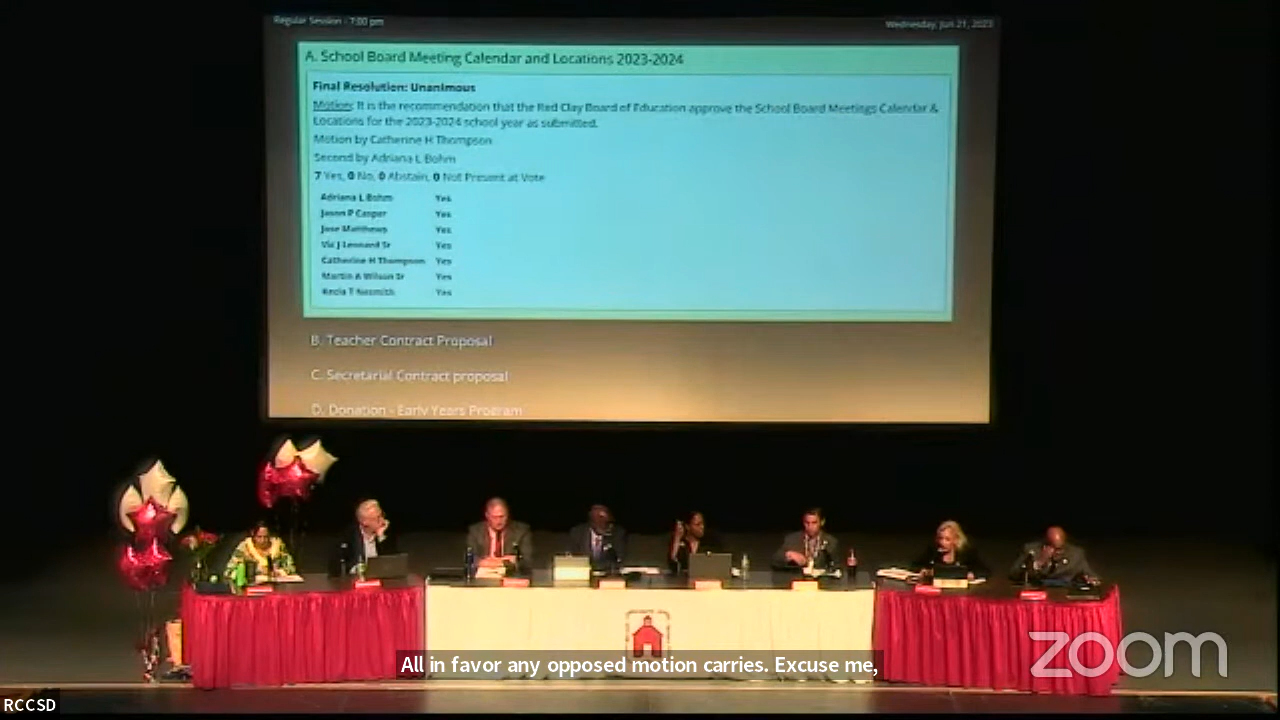 Regular Session - 7:00 pm
Wednesday, Jun 21, 2023
A. School Board Meeting Calendar and Locations 2023-2024
Final Resolution: Unanimous
Motion: It is the recommendation that the Red Clay Board of Education approve the School Board Meetings Calendar &
Locations for the 2023-2024 school year as submitted.
Motion by Catherine H Thompson
Second by Adriana L Bohm
7 Yes, 0 No, 0 Abstain, 0 Not Present at Vote
Adriana L Bohm Yes
Jason P Casper Yes
Jose Matthews Yes
Vic J Leonard Sr Yes
Catherine H Thompson Yes
Martin A Wilson Sr Yes
Kecia T Nesmith Yes
B. Teacher Contract Proposal
C. Secretarial Contract proposal
D. Donation - Early Years Program
All in favor any opposed motion carries. Excuse me,
zoom
RCCSD